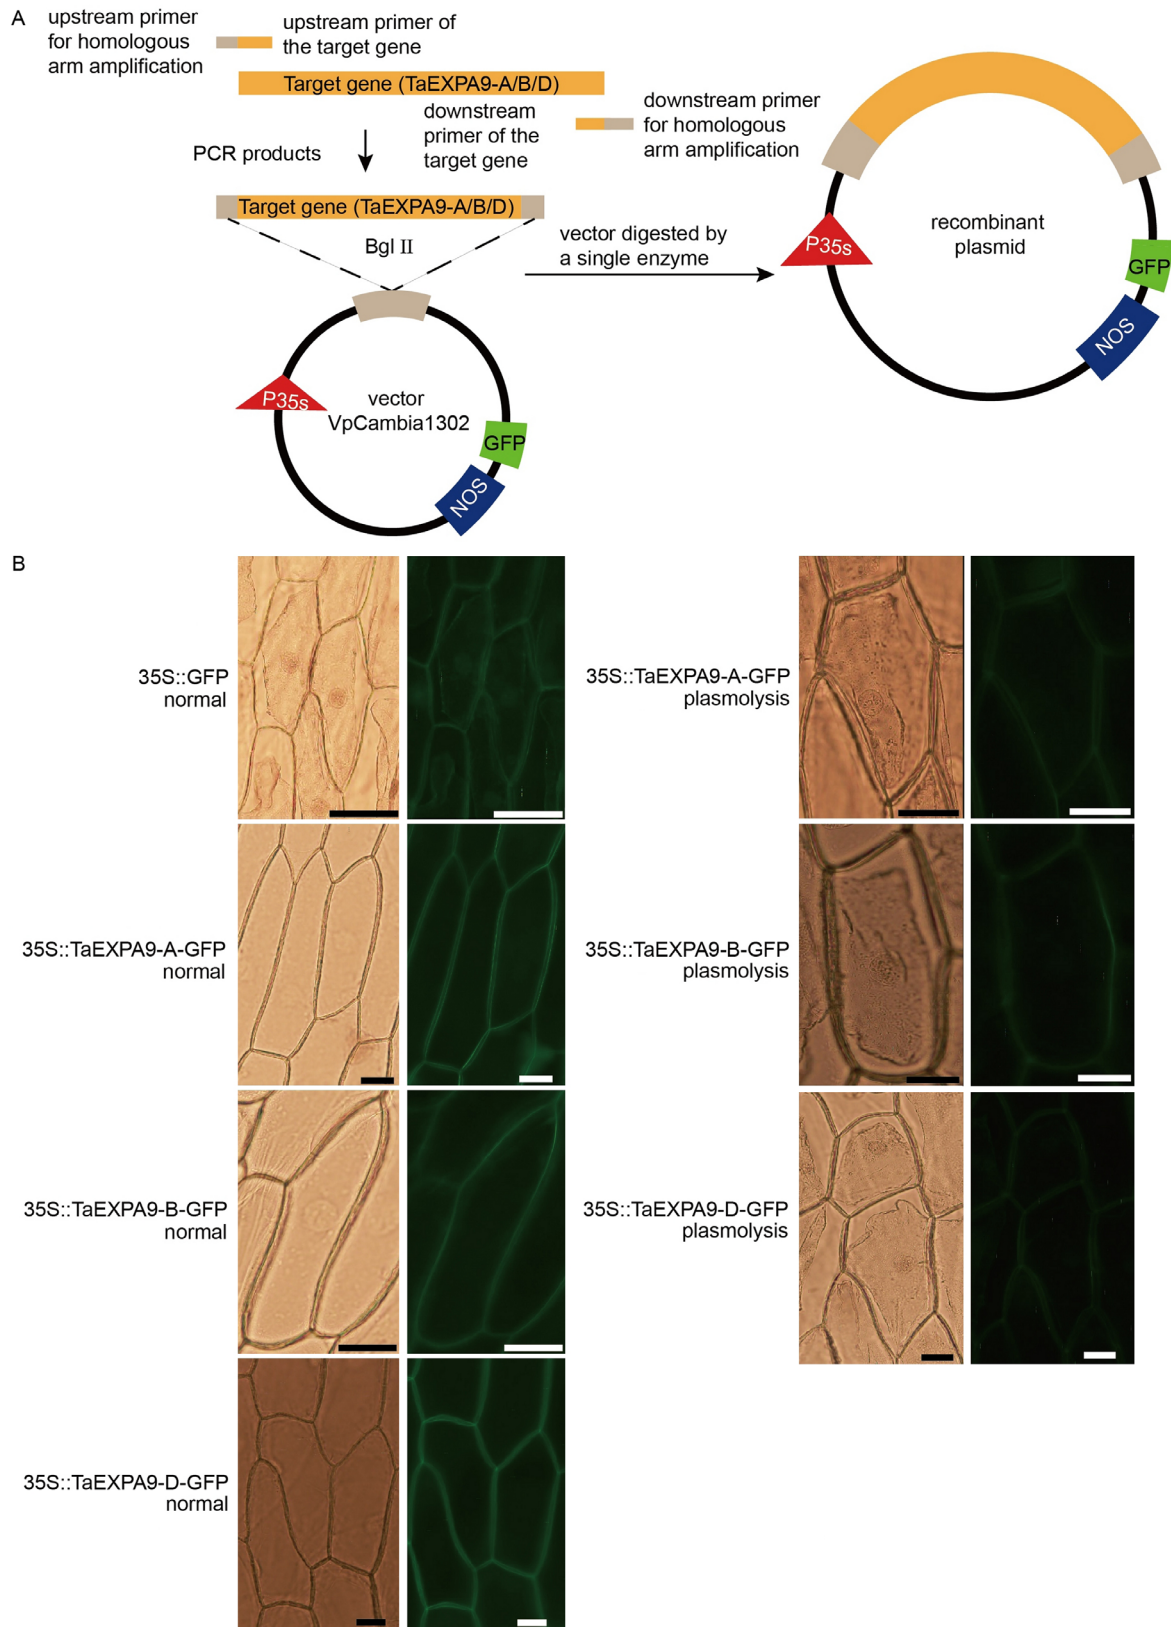 A
upstream primer
for homologous
arm amplification
upstream primer of
the target gene
Target gene (TaEXPA9-A/B/D)
downstream
primer of the
target gene
downstream primer
for homologous
arm amplification
PCR products
Target gene (TaEXPA9-A/B/D)
Bgl II
vector digested by
a single enzyme
P35s
vector
VpCambia1302
GFP
NOS
P35s
recombinant
plasmid
GFP
NOS
B
35S::GFP
normal
35S::TaEXPA9-A-GFP
plasmolysis
35S::TaEXPA9-A-GFP
normal
35S::TaEXPA9-B-GFP
plasmolysis
35S::TaEXPA9-B-GFP
normal
35S::TaEXPA9-D-GFP
plasmolysis
35S::TaEXPA9-D-GFP
normal